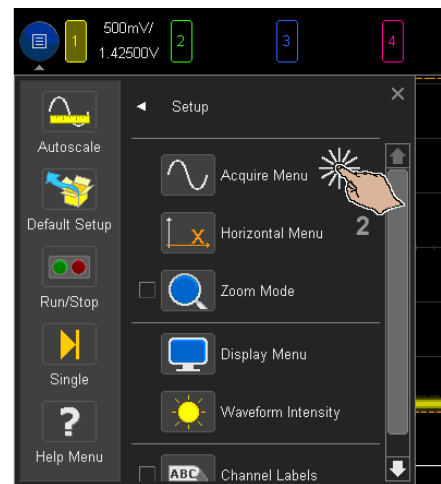 1
500mV/
1.42500V
2
3
4
Setup
Autoscale
Default Setup
Run/Stop
Single
?
Help Menu
Acquire Menu
2
X
Horizontal Menu
Zoom Mode
Display Menu
Waveform Intensity
ABC
Channel Labels